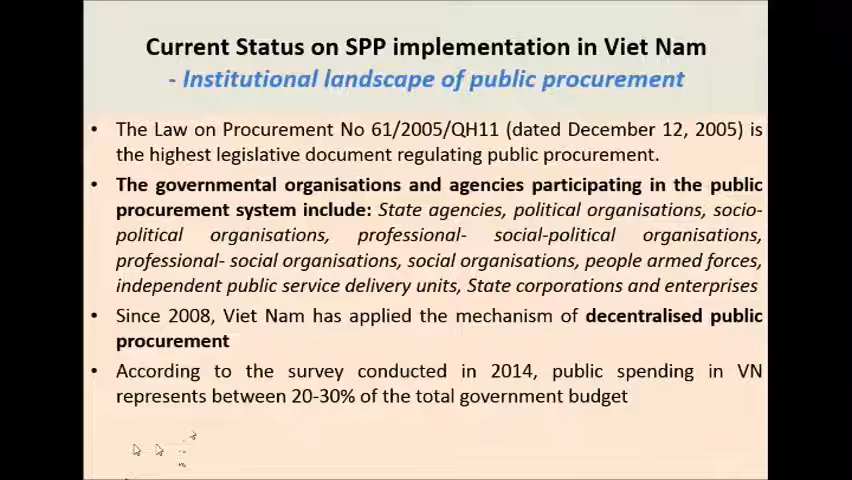 Current Status on SPP implementation in Viet Nam
- Institutional landscape of public procurement
• The Law on Procurement No 61/2005/QH11 (dated December 12, 2005) is
the highest legislative document regulating public procurement.
• The governmental organisations and agencies participating in the public
procurement system include: State agencies, political organisations, socio-
political organisations, professional- social-political organisations,
professional- social organisations, social organisations, people armed forces,
independent public service delivery units, State corporations and enterprises
• Since 2008, Viet Nam has applied the mechanism of decentralised public
procurement
• According to the survey conducted in 2014, public spending in VN
represents between 20-30% of the total government budget